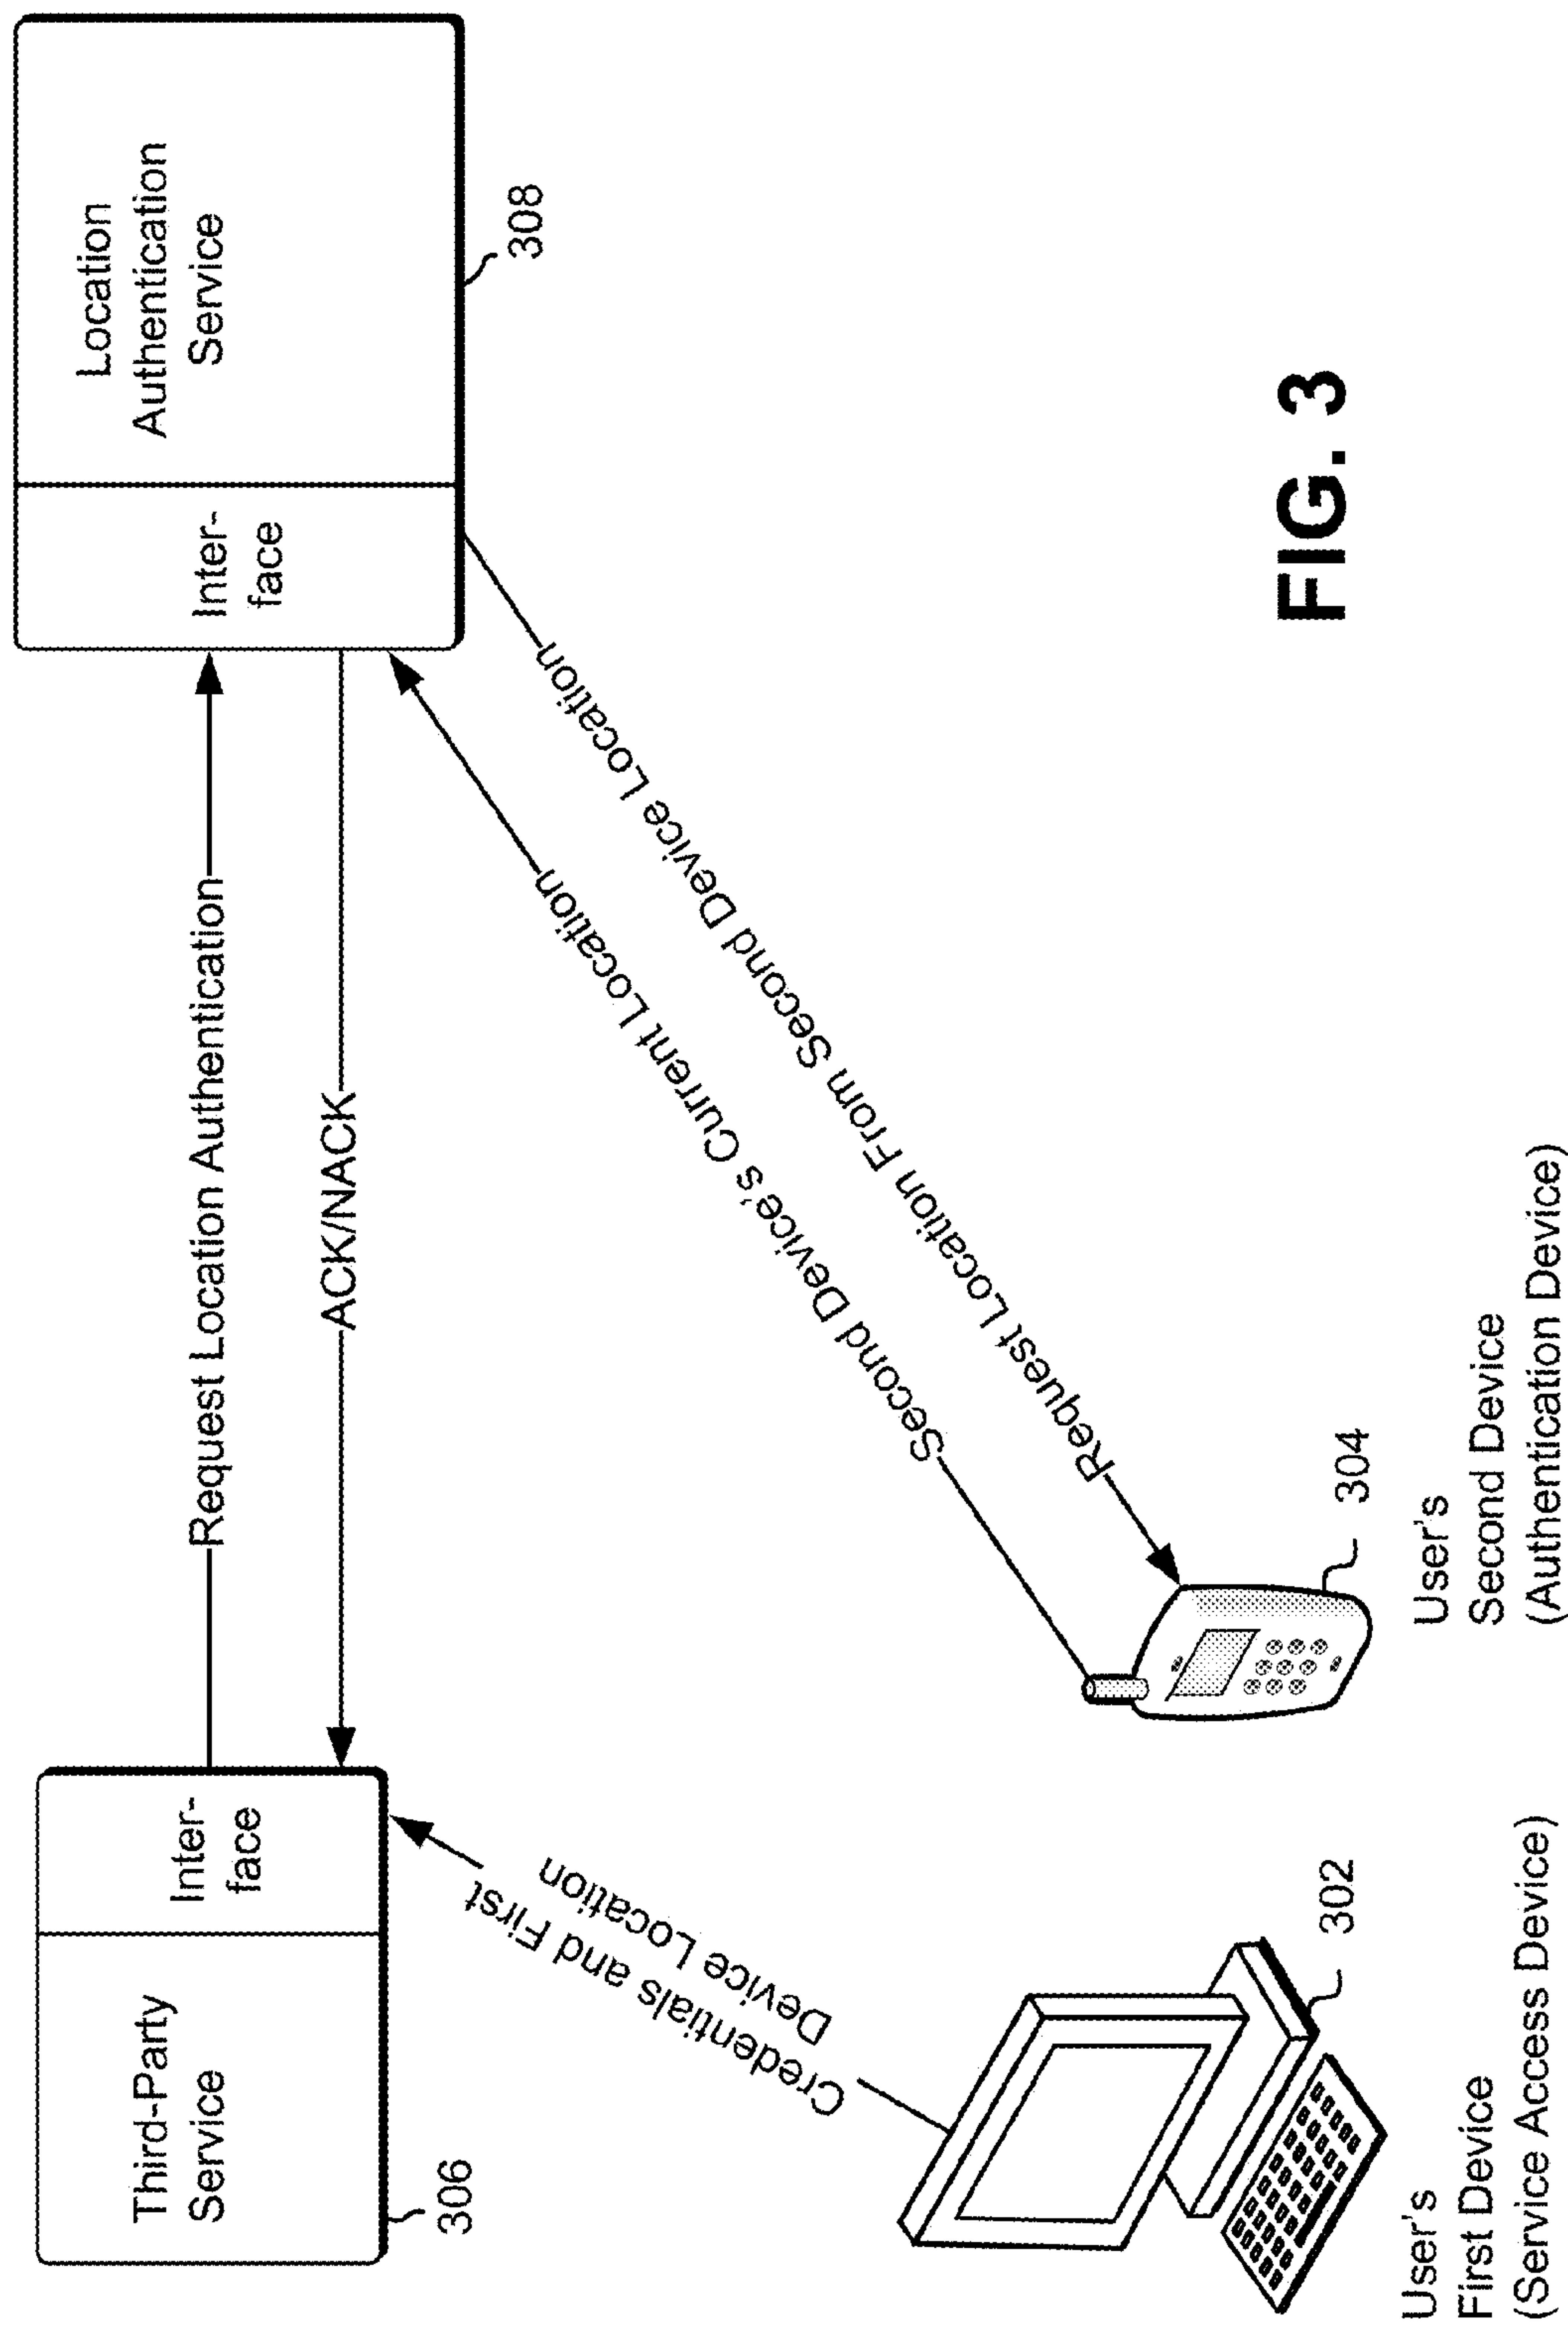 Third-Party
Service
Inter-
face
306
Request Location Authentication
ACK/NACK
Inter-
face
Location
Authentication
Service
308
Credentials and First
Device Location
Second Device's Current Location
Request Location From Second Device Location
302
304
User's
First Device
(Service Access Device)
User's
Second Device
(Authentication Device)
FIG. 3